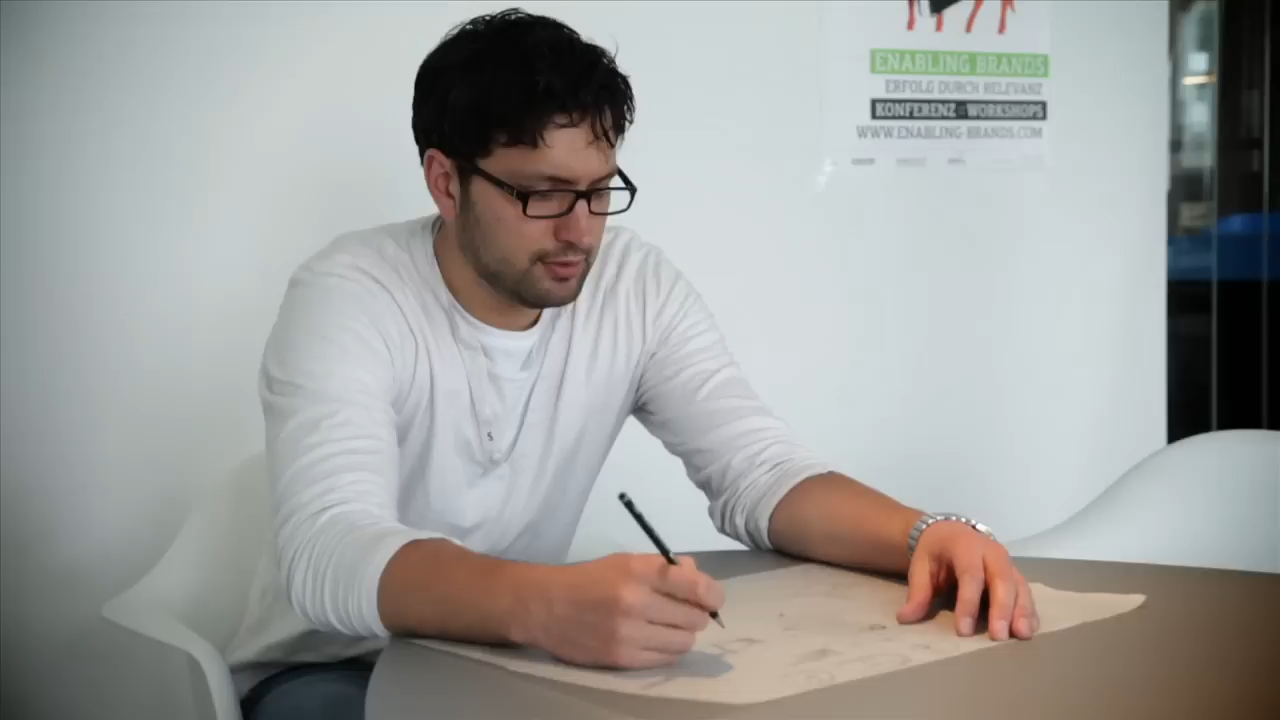 ENABLING BRANDS
ERFOLG DURCH RELEVANZ
KONFERENZ WORKSHOPS
WWW.ENABLING-BRANDS.COM
S